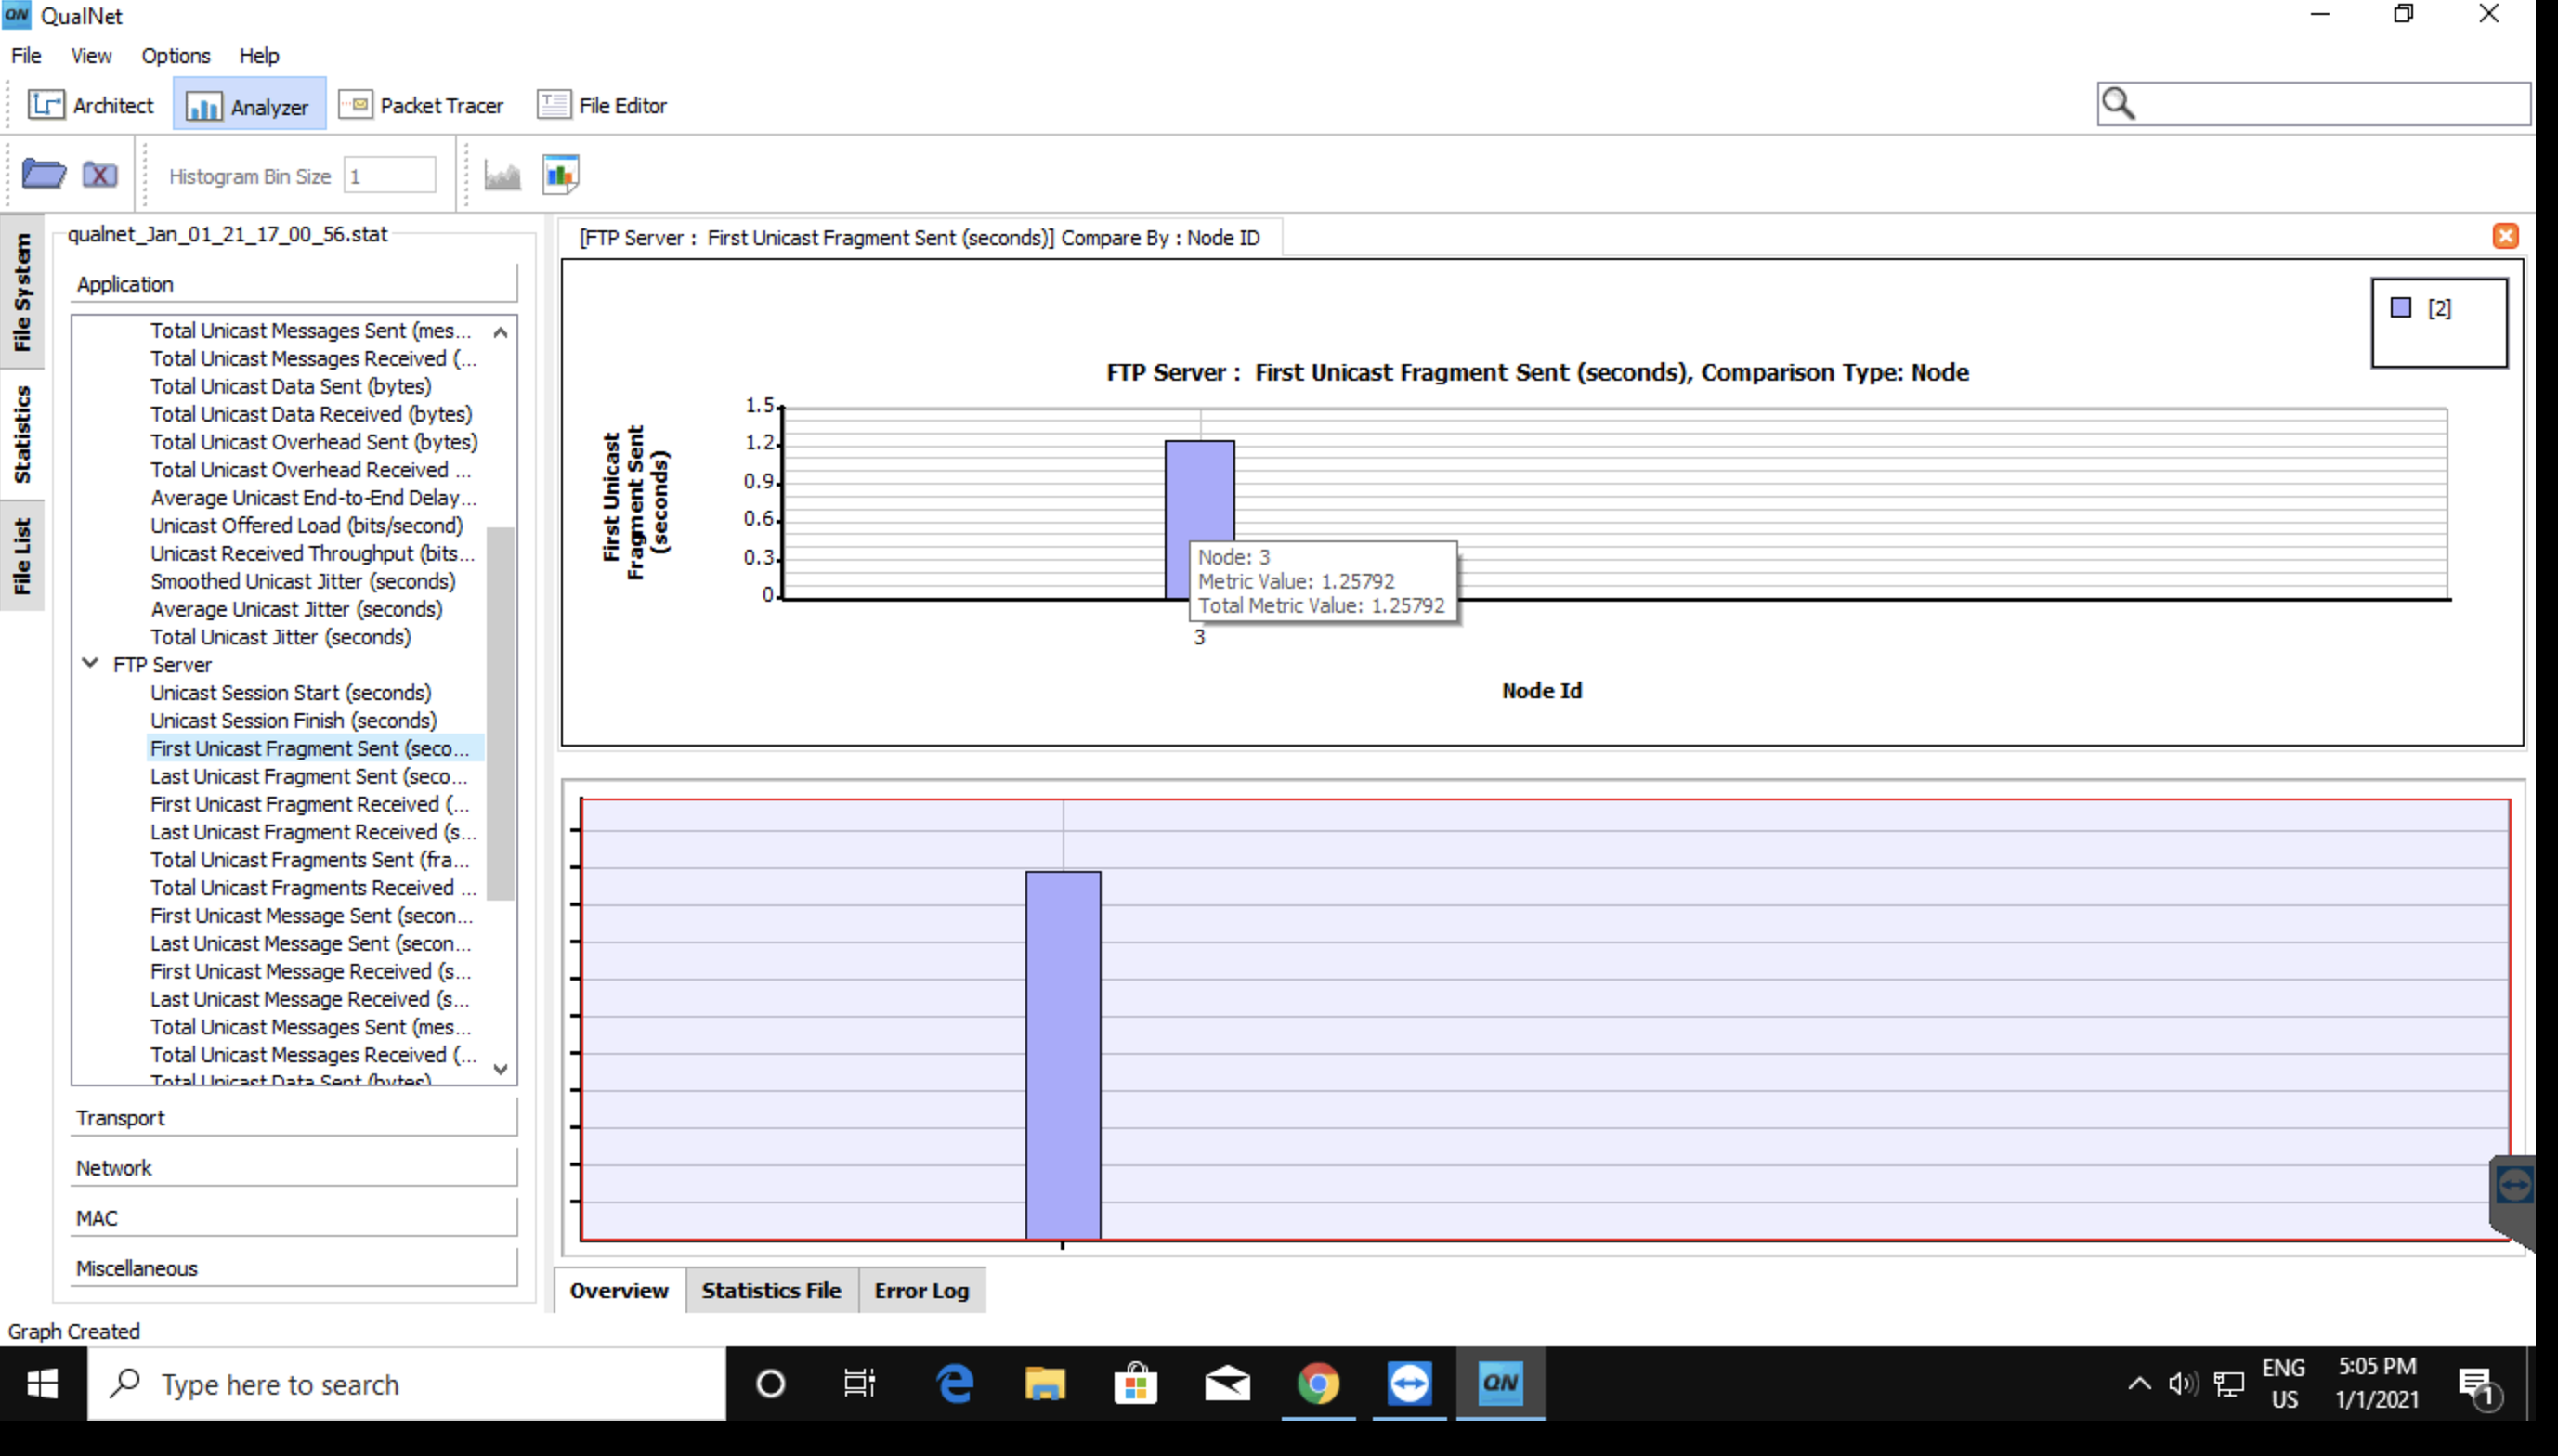 QN QualNet
File View Options Help
Architect Analyzer Packet Tracer File Editor
Histogram Bin Size 1
File System
Statistics
File List
qualnet_Jan_01_21_17_00_56.stat
Application
Total Unicast Messages Sent (mes...
Total Unicast Messages Received (...
Total Unicast Data Sent (bytes)
Total Unicast Data Received (bytes)
Total Unicast Overhead Sent (bytes)
Total Unicast Overhead Received ...
Average Unicast End-to-End Delay...
Unicast Offered Load (bits/second)
Unicast Received Throughput (bits...
Smoothed Unicast Jitter (seconds)
Average Unicast Jitter (seconds)
Total Unicast Jitter (seconds)
FTP Server
Unicast Session Start (seconds)
Unicast Session Finish (seconds)
First Unicast Fragment Sent (seco...
Last Unicast Fragment Sent (seco...
First Unicast Fragment Received (...
Last Unicast Fragment Received (s...
Total Unicast Fragments Sent (fra...
Total Unicast Fragments Received ...
First Unicast Message Sent (secon...
Last Unicast Message Sent (secon...
First Unicast Message Received (s...
Last Unicast Message Received (s...
Total Unicast Messages Sent (mes...
Total Unicast Messages Received (...
Total Unicast Data Sent (bytes)
Transport
Network
MAC
Miscellaneous
[FTP Server : First Unicast Fragment Sent (seconds)] Compare By : Node ID
[2]
FTP Server : First Unicast Fragment Sent (seconds), Comparison Type: Node
First Unicast
Fragment Sent
(seconds)
1.5
1.2
0.9
0.6
0.3
0
Node: 3
Metric Value: 1.25792
Total Metric Value: 1.25792
3
Node Id
Overview Statistics File Error Log
Graph Created
Type here to search
QN
ENG
US
5:05 PM
1/1/2021
1